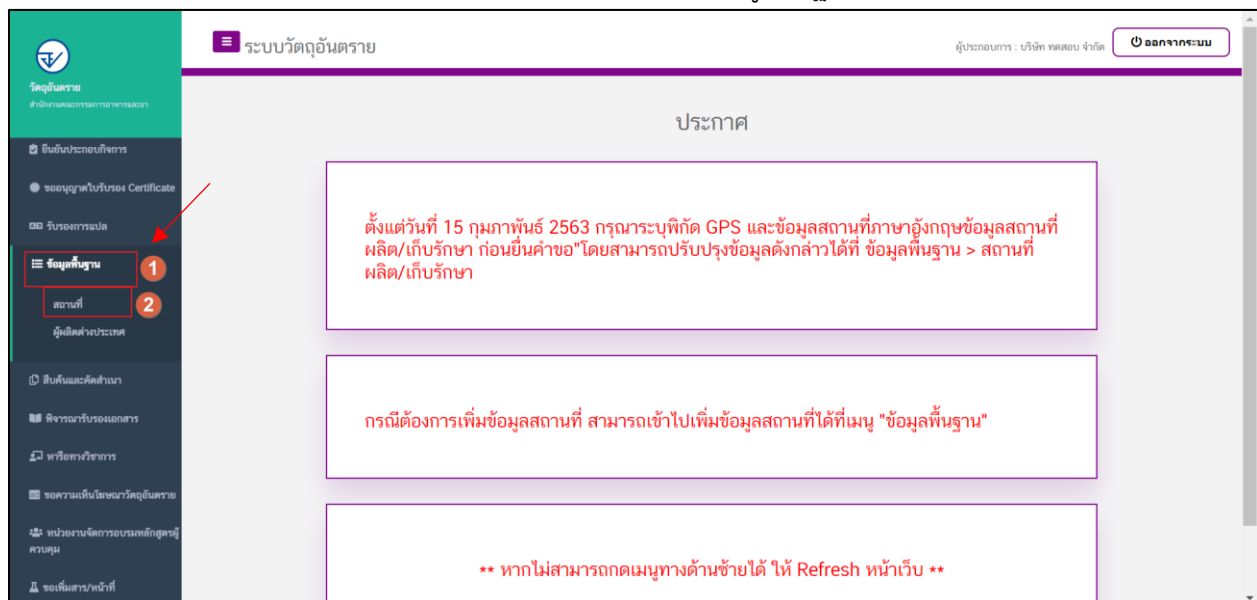 วัตถุอันตราย
สำนักงานคณะกรรมการอาหารและยา
ยืนยันประกอบกิจการ
ขออนุญาตใบรับรอง Certificate
รับรองการแปล
ข้อมูลพื้นฐาน
1
สถานที่
2
ผู้ผลิตต่างประเทศ
สืบค้นและคัดสำเนา
พิจารณารับรองเอกสาร
หารือทางวิชาการ
ขอความเห็นโฆษณาวัตถุอันตราย
หน่วยงานจัดการอบรมหลักสูตรผู้
ควบคุม
ขอเพิ่มสาร/หน้าที่
ระบบวัตถุอันตราย
ผู้ประกอบการ : บริษัท ทดสอบ จำกัด
ออกจากระบบ
ประกาศ
ตั้งแต่วันที่ 15 กุมภาพันธ์ 2563 กรุณาระบุพิกัด GPS และข้อมูลสถานที่ภาษาอังกฤษข้อมูลสถานที่
ผลิต/เก็บรักษา ก่อนยื่นคำขอ"โดยสามารถปรับปรุงข้อมูลดังกล่าวได้ที่ ข้อมูลพื้นฐาน > สถานที่
ผลิต/เก็บรักษา
กรณีต้องการเพิ่มข้อมูลสถานที่ สามารถเข้าไปเพิ่มข้อมูลสถานที่ได้ที่เมนู "ข้อมูลพื้นฐาน"
** หากไม่สามารถกดเมนูทางด้านซ้ายได้ ให้ Refresh หน้าเว็บ **